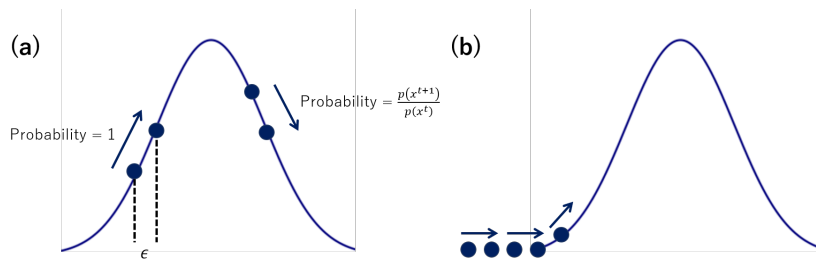 (a)
(b)
Probability = p(x^{t+1})/p(x^t)
Probability = 1
ϵ